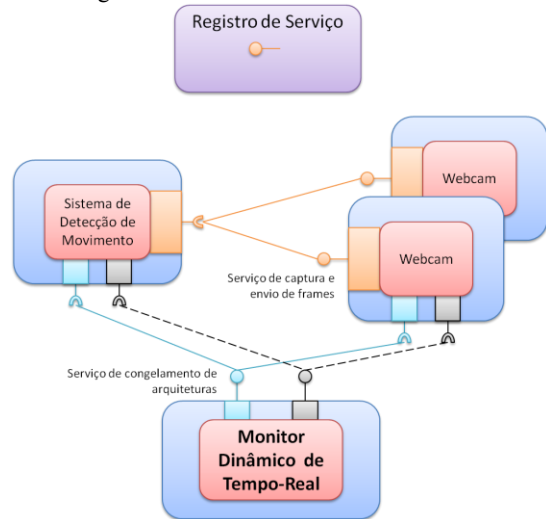 Registro de Serviço
Sistema de
Detecção de
Movimento
Webcam
Webcam
Serviço de captura e
envio de frames
Serviço de congelamento de
arquiteturas
Monitor
Dinâmico de
Tempo-Real